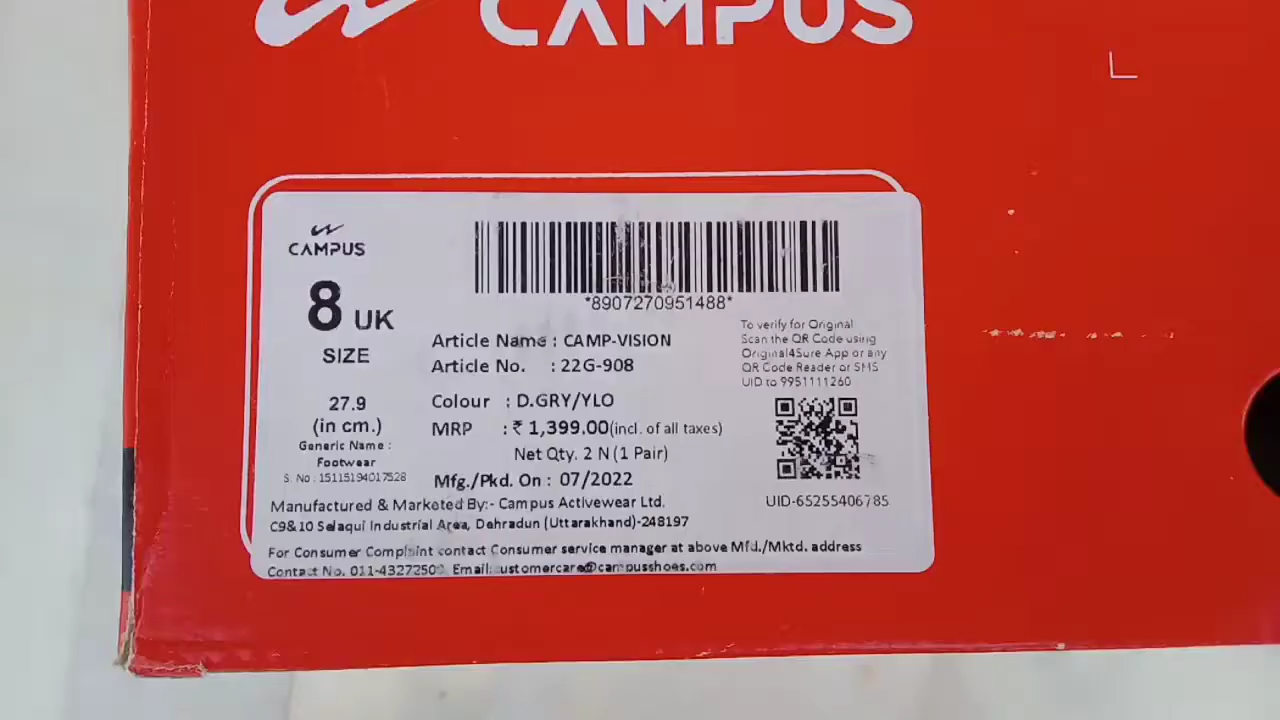 CAMPUS
CAMPUS
8 UK
SIZE
27.9
(in cm.)
Generic Name :
Footwear
S. No : 15115194017528
*8907270951488*
Article Name : CAMP-VISION
Article No. : 22G-908
Colour : D.GRY/YLO
MRP : ₹ 1,399.00(incl. of all taxes)
Net Qty. 2 N (1 Pair)
Mfg./Pkd. On : 07/2022
To verify for Original
Scan the QR Code using
Original4Sure App or any
QR Code Reader or SMS
UID to 9951111260
UID-65255406785
Manufactured & Marketed By:- Campus Activewear Ltd.
C9&10 Selaqui Industrial Area, Dehradun (Uttarakhand)-248197
For Consumer Complaint contact Consumer service manager at above Mfd./Mktd. address
Contact No. Email: customercare@campusshoes.com